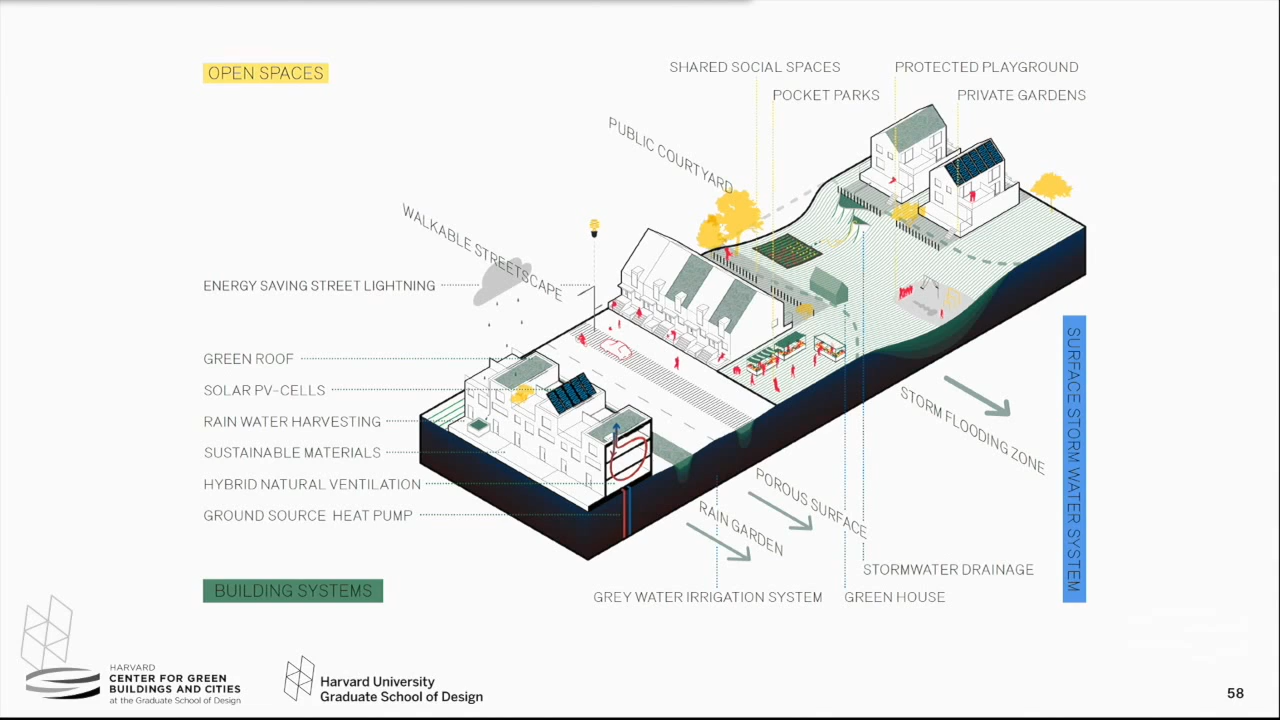 OPEN SPACES
SHARED SOCIAL SPACES
PROTECTED PLAYGROUND
POCKET PARKS
PRIVATE GARDENS
PUBLIC COURTYARD
WALKABLE STREETSCAPE
ENERGY SAVING STREET LIGHTNING
GREEN ROOF
SOLAR PV-CELLS
RAIN WATER HARVESTING
SUSTAINABLE MATERIALS
HYBRID NATURAL VENTILATION
GROUND SOURCE HEAT PUMP
STORM FLOODING ZONE
POROUS SURFACE
RAIN GARDEN
SURFACE STORM WATER SYSTEM
STORMWATER DRAINAGE
BUILDING SYSTEMS
GREY WATER IRRIGATION SYSTEM
GREEN HOUSE
HARVARD
CENTER FOR GREEN
BUILDINGS AND CITIES
at the Graduate School of Design
Harvard University
Graduate School of Design
58